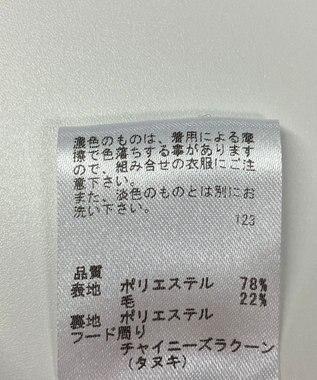 濃色のものは、着用による摩
擦で色落ちする事があります
ので、組み合せの衣服にご注
意下さい。
また、淡色のものとは別にお
洗い下さい。
123
品質
表地 ポリエステル 78%
毛 22%
裏地 ポリエステル
フード周り
チャイニーズラクーン
(タヌキ)